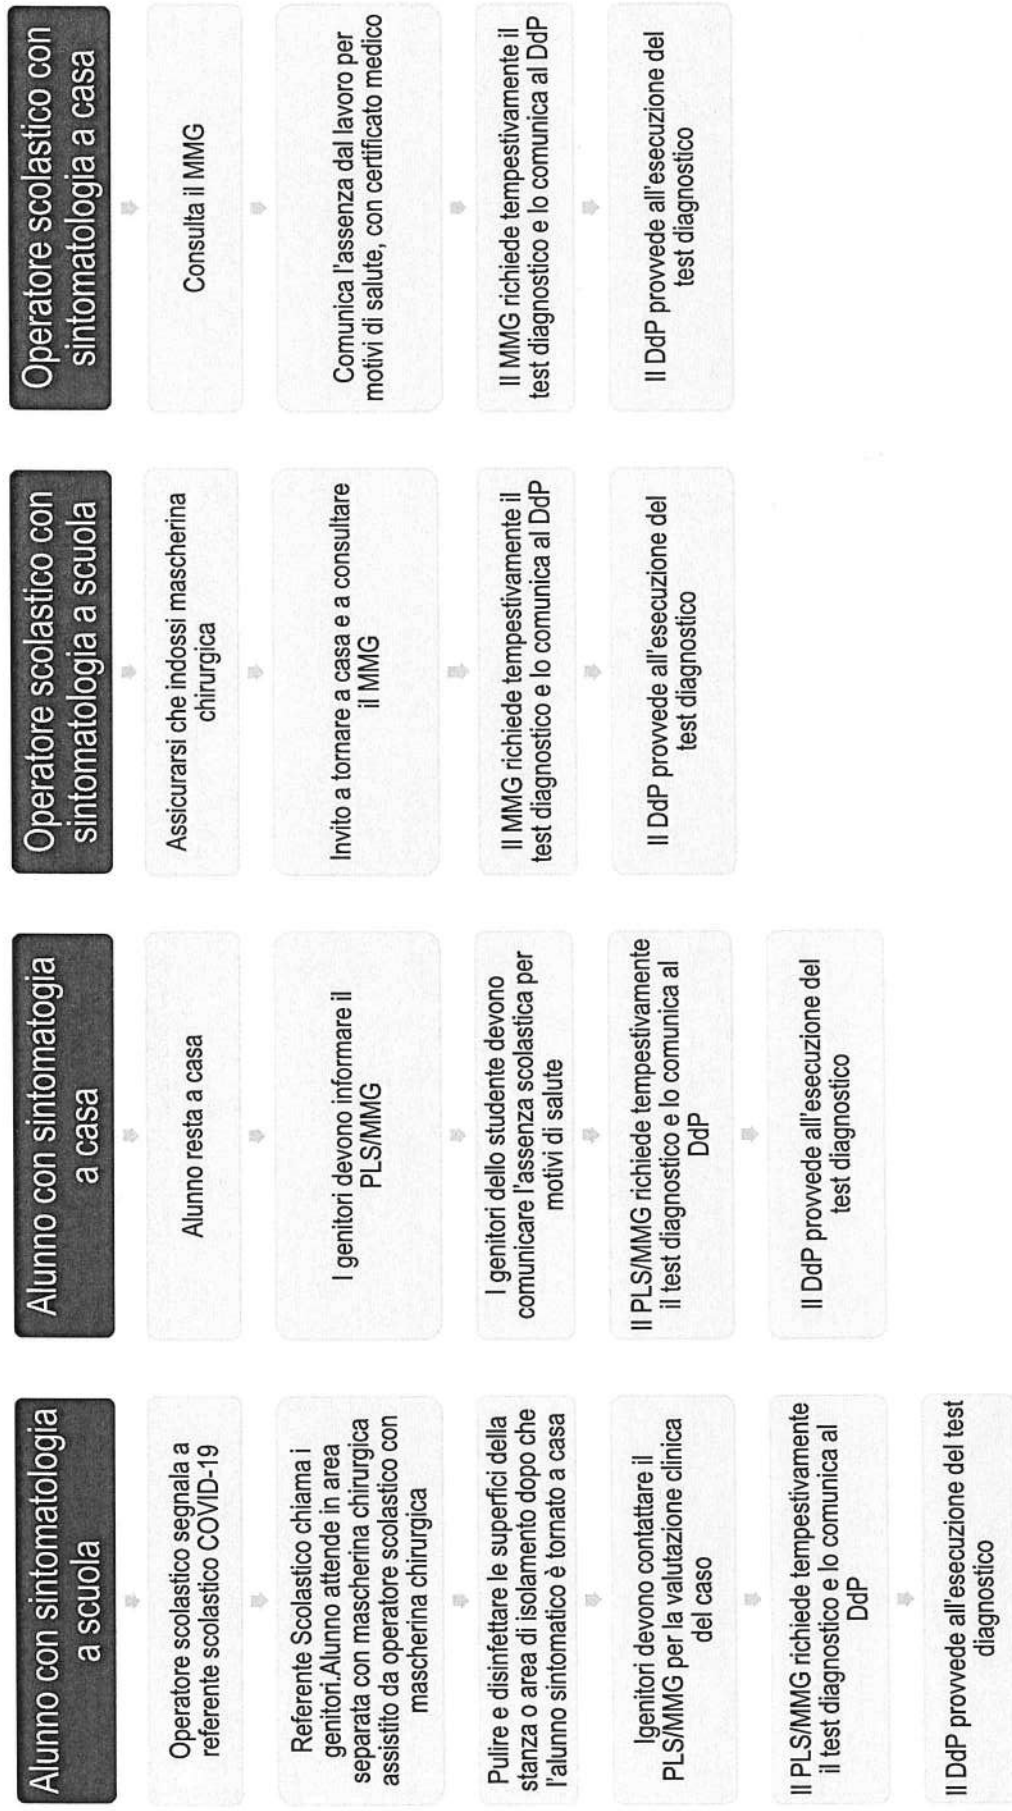 Alunno con sintomatologia
a scuola
Operatore scolastico segnala a
referente scolastico COVID-19
Referente Scolastico chiama i
genitori.Alunno attende in area
separata con mascherina chirurgica
assistito da operatore scolastico con
mascherina chirurgica
Pulire e disinfettare le superfici della
stanza o area di isolamento dopo che
l'alunno sintomatico è tornato a casa
Igenitori devono contattare il
PLS/MMG per la valutazione clinica
del caso
Il PLS/MMG richiede tempestivamente
il test diagnostico e lo comunica al
DdP
Il DdP provvede all'esecuzione del test
diagnostico
Alunno con sintomatogia
a casa
Alunno resta a casa
I genitori devono informare il
PLS/MMG
I genitori dello studente devono
comunicare l'assenza scolastica per
motivi di salute
Il PLS/MMG richiede tempestivamente
il test diagnostico e lo comunica al
DdP
Il DdP provvede all'esecuzione del
test diagnostico
Operatore scolastico con
sintomatologia a scuola
Assicurarsi che indossi mascherina
chirurgica
Invito a tornare a casa e a consultare
il MMG
Il MMG richiede tempestivamente il
test diagnostico e lo comunica al DdP
Il DdP provvede all'esecuzione del
test diagnostico
Operatore scolastico con
sintomatologia a casa
Consulta il MMG
Comunica l'assenza dal lavoro per
motivi di salute, con certificato medico
Il MMG richiede tempestivamente il
test diagnostico e lo comunica al DdP
Il DdP provvede all'esecuzione del
test diagnostico